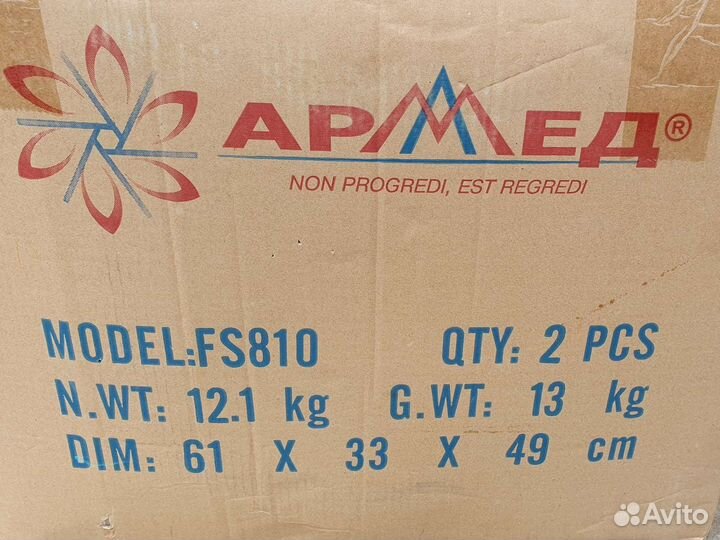 АРМЕД®
NON PROGREDI, EST REGREDI
MODEL:FS810 QTY: 2 PCS
N.WT: 12.1 kg G.WT: 13 kg
DIM: 61 X 33 X 49 cm
Avito